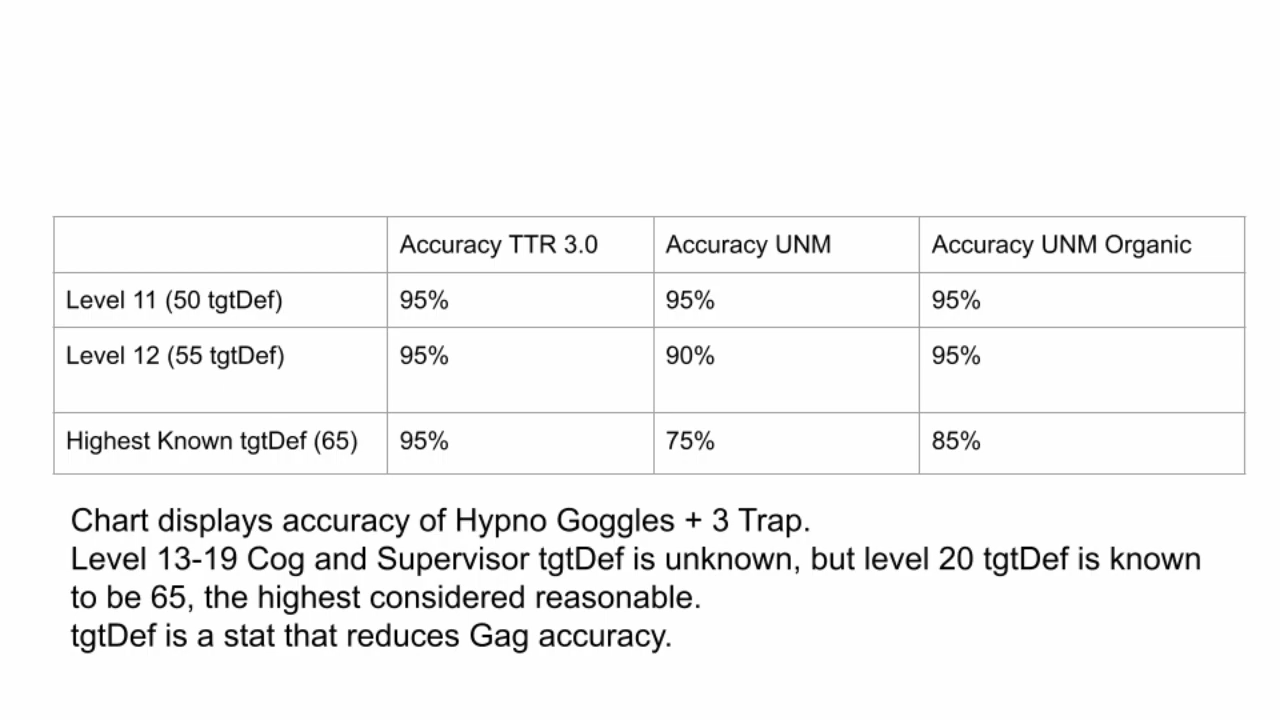 Accuracy TTR 3.0 Accuracy UNM Accuracy UNM Organic
Level 11 (50 tgtDef) 95% 95% 95%
Level 12 (55 tgtDef) 95% 90% 95%
Highest Known tgtDef (65) 95% 75% 85%
Chart displays accuracy of Hypno Goggles + 3 Trap.
Level 13-19 Cog and Supervisor tgtDef is unknown, but level 20 tgtDef is known
to be 65, the highest considered reasonable.
tgtDef is a stat that reduces Gag accuracy.